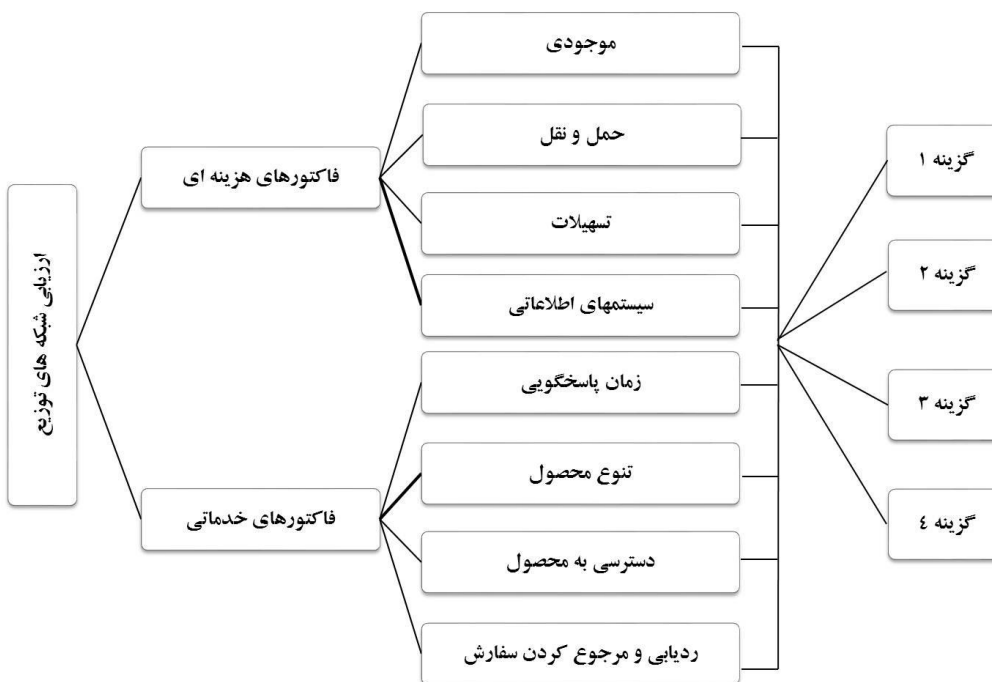 ارزیابی شبکه های توزیع
فاکتورهای هزینه ای
فاکتورهای خدماتی
موجودی
حمل و نقل
تسهیلات
سیستمهای اطلاعاتی
زمان پاسخگویی
تنوع محصول
دسترسی به محصول
ردیابی و مرجوع کردن سفارش
گزینه ۱
گزینه ۲
گزینه ۳
گزینه ٤